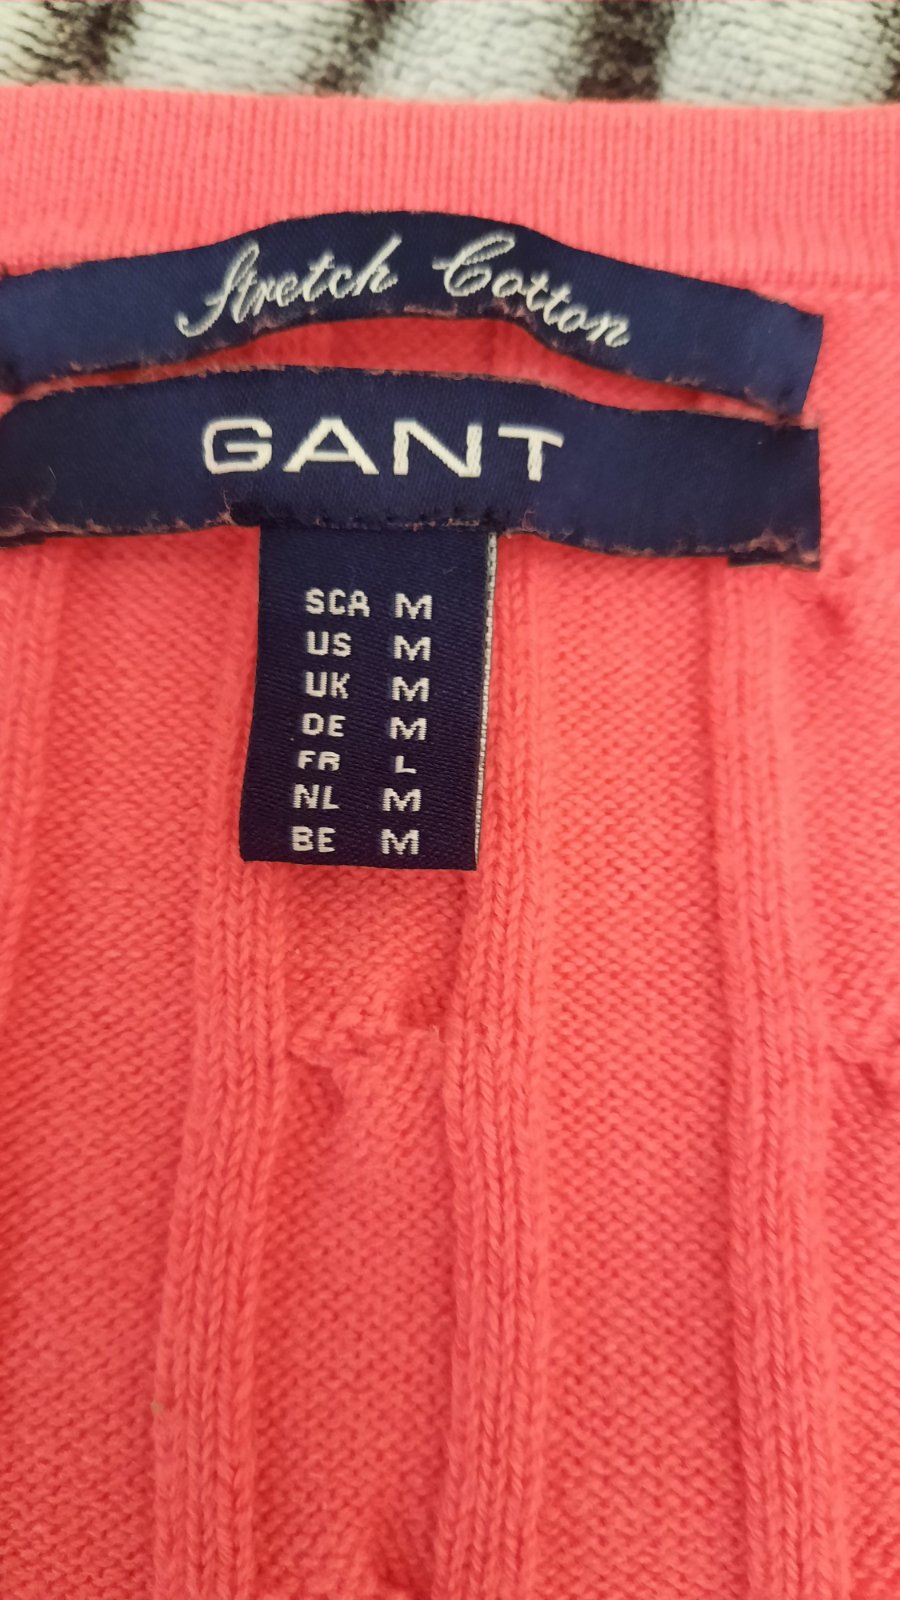 Stretch Cotton
GANT
SCA M
US M
UK M
DE M
FR L
NL M
BE M